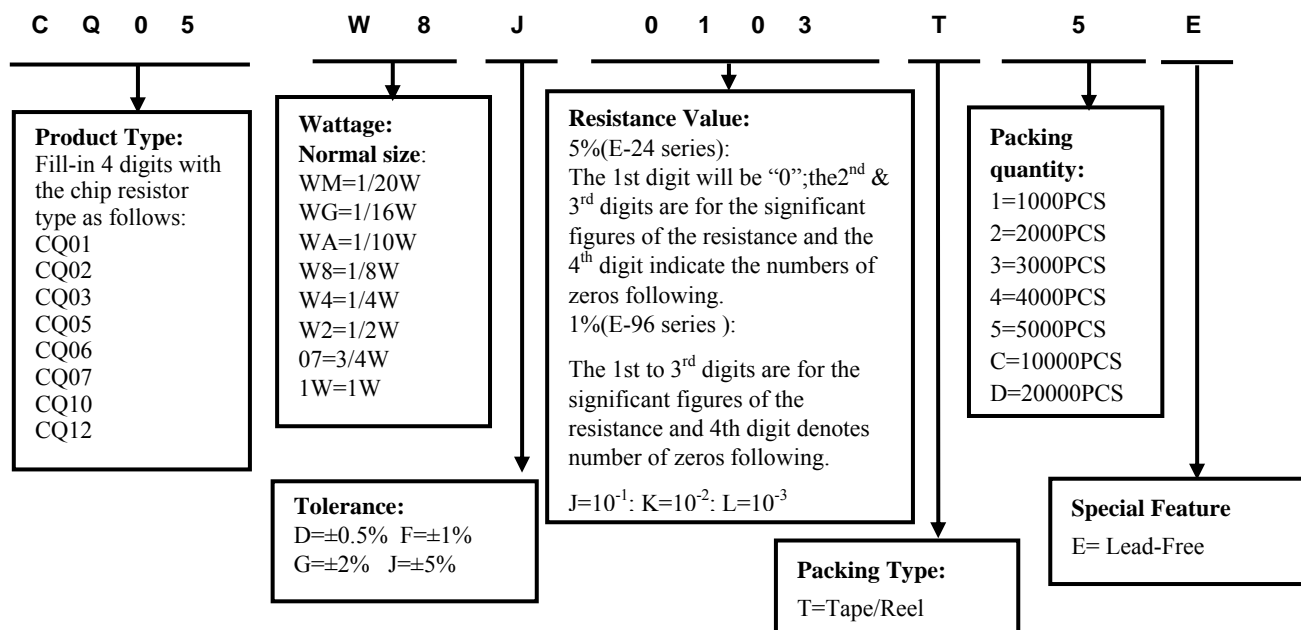 C Q 0 5 W 8 J 0 1 0 3 T 5 E
Product Type:
Fill-in 4 digits with
the chip resistor
type as follows:
CQ01
CQ02
CQ03
CQ05
CQ06
CQ07
CQ10
CQ12
Wattage:
Normal size:
WM=1/20W
WG=1/16W
WA=1/10W
W8=1/8W
W4=1/4W
W2=1/2W
07=3/4W
1W=1W
Tolerance:
D=±0.5% F=±1%
G=±2% J=±5%
Resistance Value:
5%(E-24 series):
The 1st digit will be “0”;the2nd &
3rd digits are for the significant
figures of the resistance and the
4th digit indicate the numbers of
zeros following.
1%(E-96 series ):
The 1st to 3rd digits are for the
significant figures of the
resistance and 4th digit denotes
number of zeros following.
J=10-1: K=10-2: L=10-3
Packing Type:
T=Tape/Reel
Packing
quantity:
1=1000PCS
2=2000PCS
3=3000PCS
4=4000PCS
5=5000PCS
C=10000PCS
D=20000PCS
Special Feature
E= Lead-Free